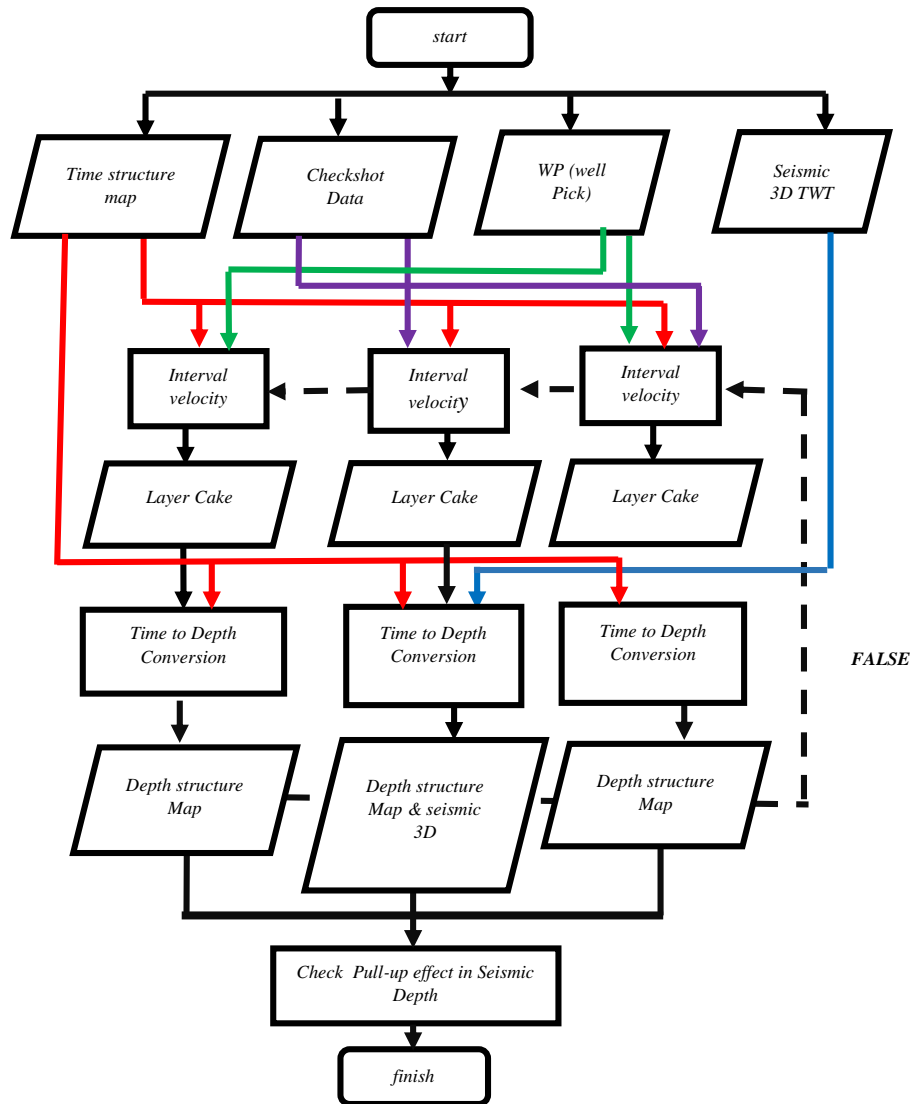 start
Time structure
map
Checkshot
Data
WP (well
Pick)
Seismic
3D TWT
Interval
velocity
Interval
velocity
Interval
velocity
Layer Cake
Layer Cake
Layer Cake
Time to Depth
Conversion
Time to Depth
Conversion
Time to Depth
Conversion
FALSE
Depth structure
Map
Depth structure
Map & seismic
3D
Depth structure
Map
Check Pull-up effect in Seismic
Depth
finish